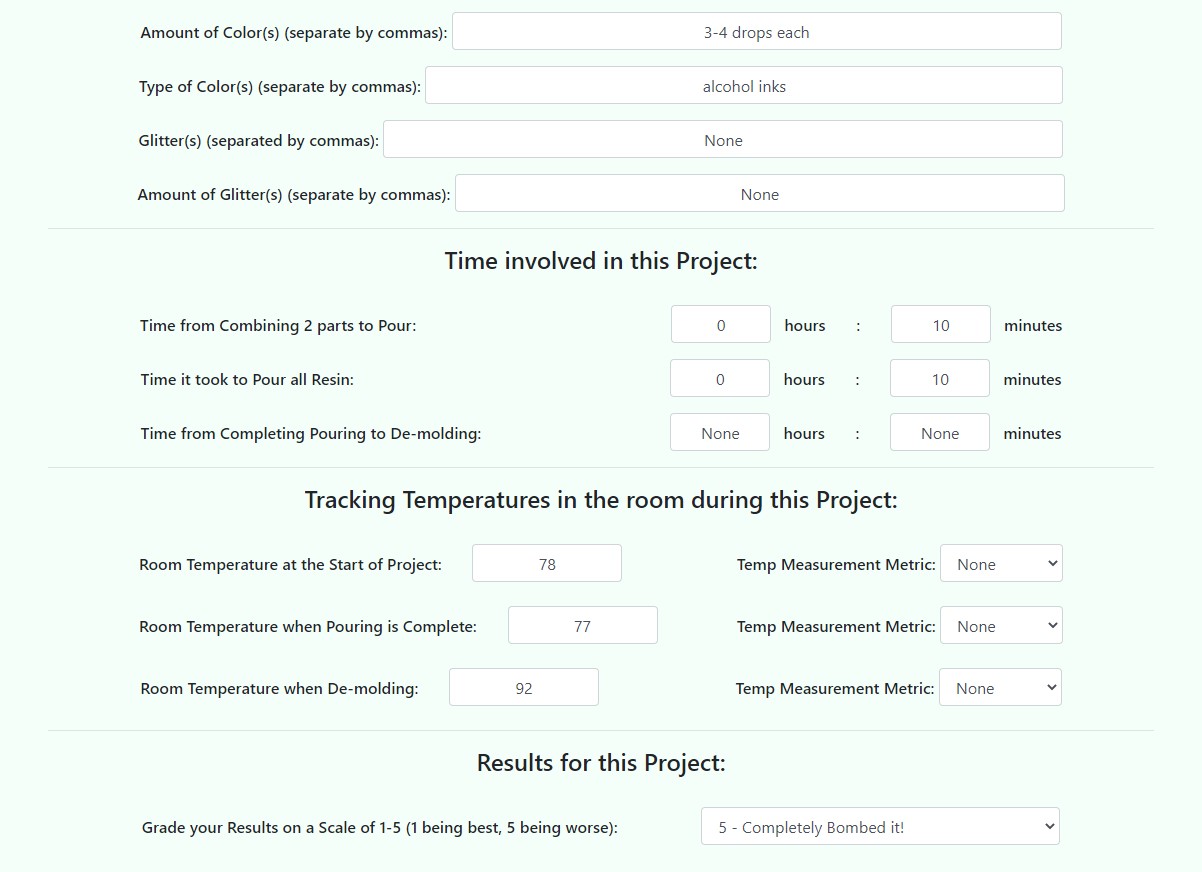 Amount of Color(s) (separate by commas): 3-4 drops each
Type of Color(s) (separate by commas): alcohol inks
Glitter(s) (separated by commas): None
Amount of Glitter(s) (separate by commas): None
Time involved in this Project:
Time from Combining 2 parts to Pour: 0 hours : 10 minutes
Time it took to Pour all Resin: 0 hours : 10 minutes
Time from Completing Pouring to De-molding: None hours : None minutes
Tracking Temperatures in the room during this Project:
Room Temperature at the Start of Project: 78 Temp Measurement Metric: None
Room Temperature when Pouring is Complete: 77 Temp Measurement Metric: None
Room Temperature when De-molding: 92 Temp Measurement Metric: None
Results for this Project:
Grade your Results on a Scale of 1-5 (1 being best, 5 being worse): 5 - Completely Bombed it!